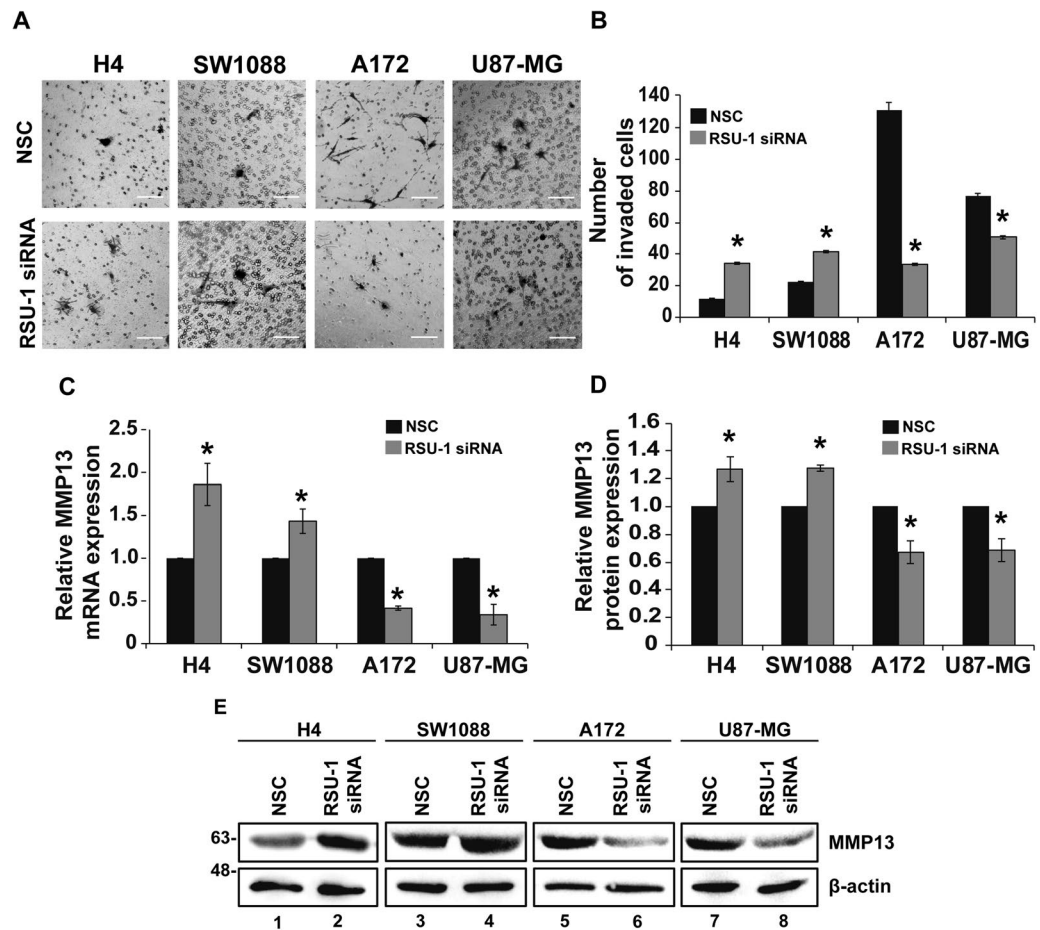 A
H4 SW1088 A172 U87-MG
NSC
RSU-1 siRNA
B
Number
of invaded cells
140
120
100
80
60
40
20
0
NSC
RSU-1 siRNA
* * * *
H4 SW1088 A172 U87-MG
C
Relative MMP13
mRNA expression
2.5
2.0
1.5
1.0
0.5
0
NSC
RSU-1 siRNA
* * * *
H4 SW1088 A172 U87-MG
D
Relative MMP13
protein expression
1.6
1.4
1.2
1.0
0.8
0.6
0.4
0.2
0
NSC
RSU-1 siRNA
* * * *
H4 SW1088 A172 U87-MG
E
H4 SW1088 A172 U87-MG
NSC
RSU-1
siRNA
NSC
RSU-1
siRNA
NSC
RSU-1
siRNA
NSC
RSU-1
siRNA
63- MMP13
48-
β-actin
1 2 3 4 5 6 7 8